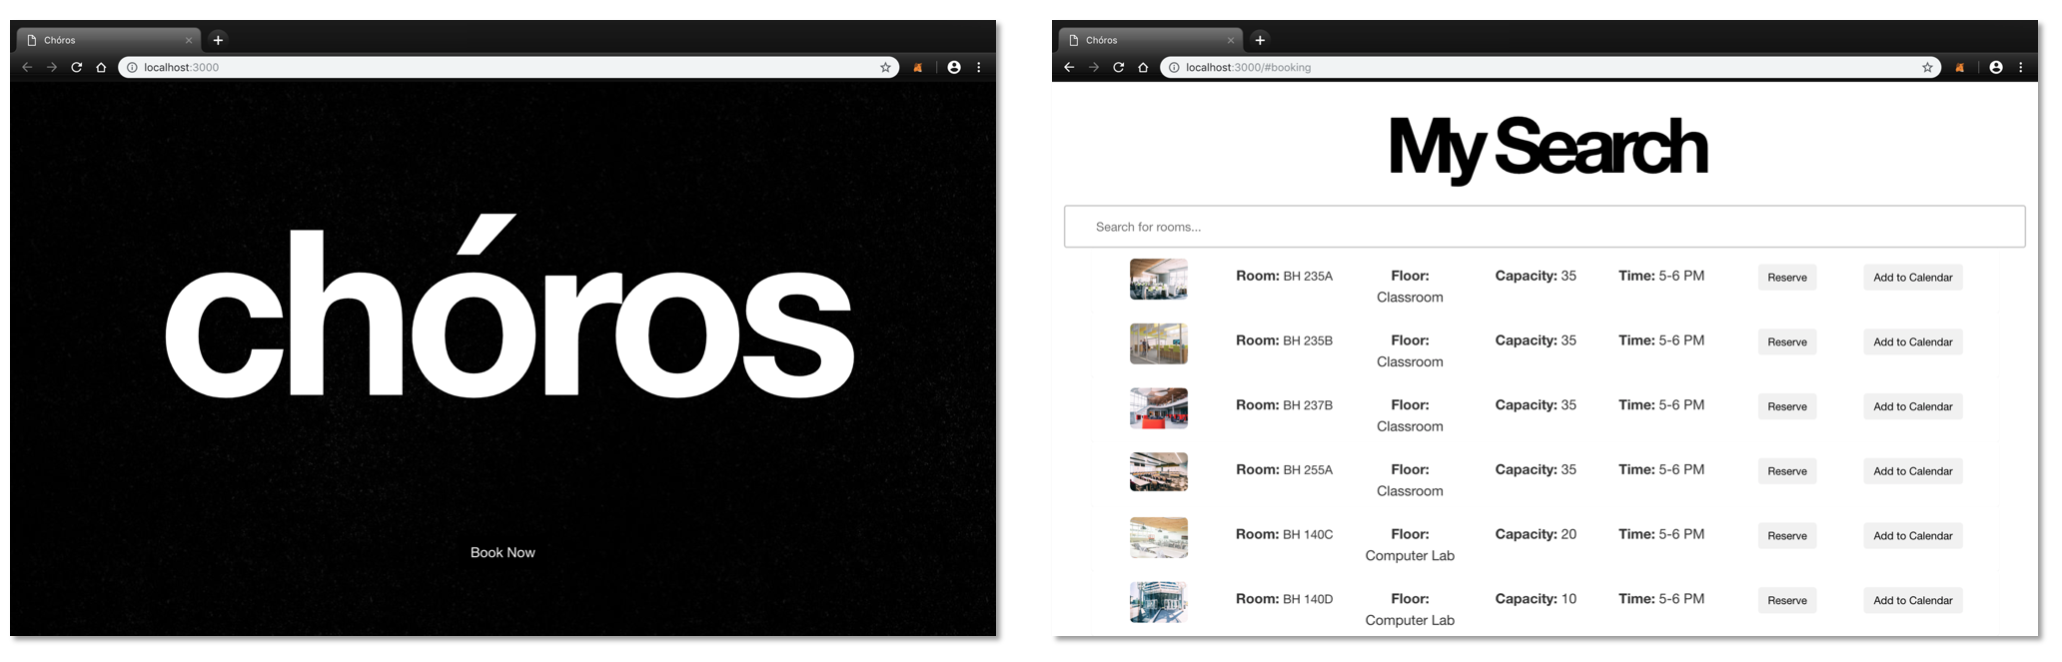 Chóros
localhost:3000
chóros
Book Now
Chóros
localhost:3000/#booking
My Search
Search for rooms...
Room: BH 235A Floor: Capacity: 35 Time: 5-6 PM Reserve Add to Calendar
Classroom
Room: BH 235B Floor: Capacity: 35 Time: 5-6 PM Reserve Add to Calendar
Classroom
Room: BH 237B Floor: Capacity: 35 Time: 5-6 PM Reserve Add to Calendar
Classroom
Room: BH 255A Floor: Capacity: 35 Time: 5-6 PM Reserve Add to Calendar
Classroom
Room: BH 140C Floor: Capacity: 20 Time: 5-6 PM Reserve Add to Calendar
Computer Lab
Room: BH 140D Floor: Capacity: 10 Time: 5-6 PM Reserve Add to Calendar
Computer Lab